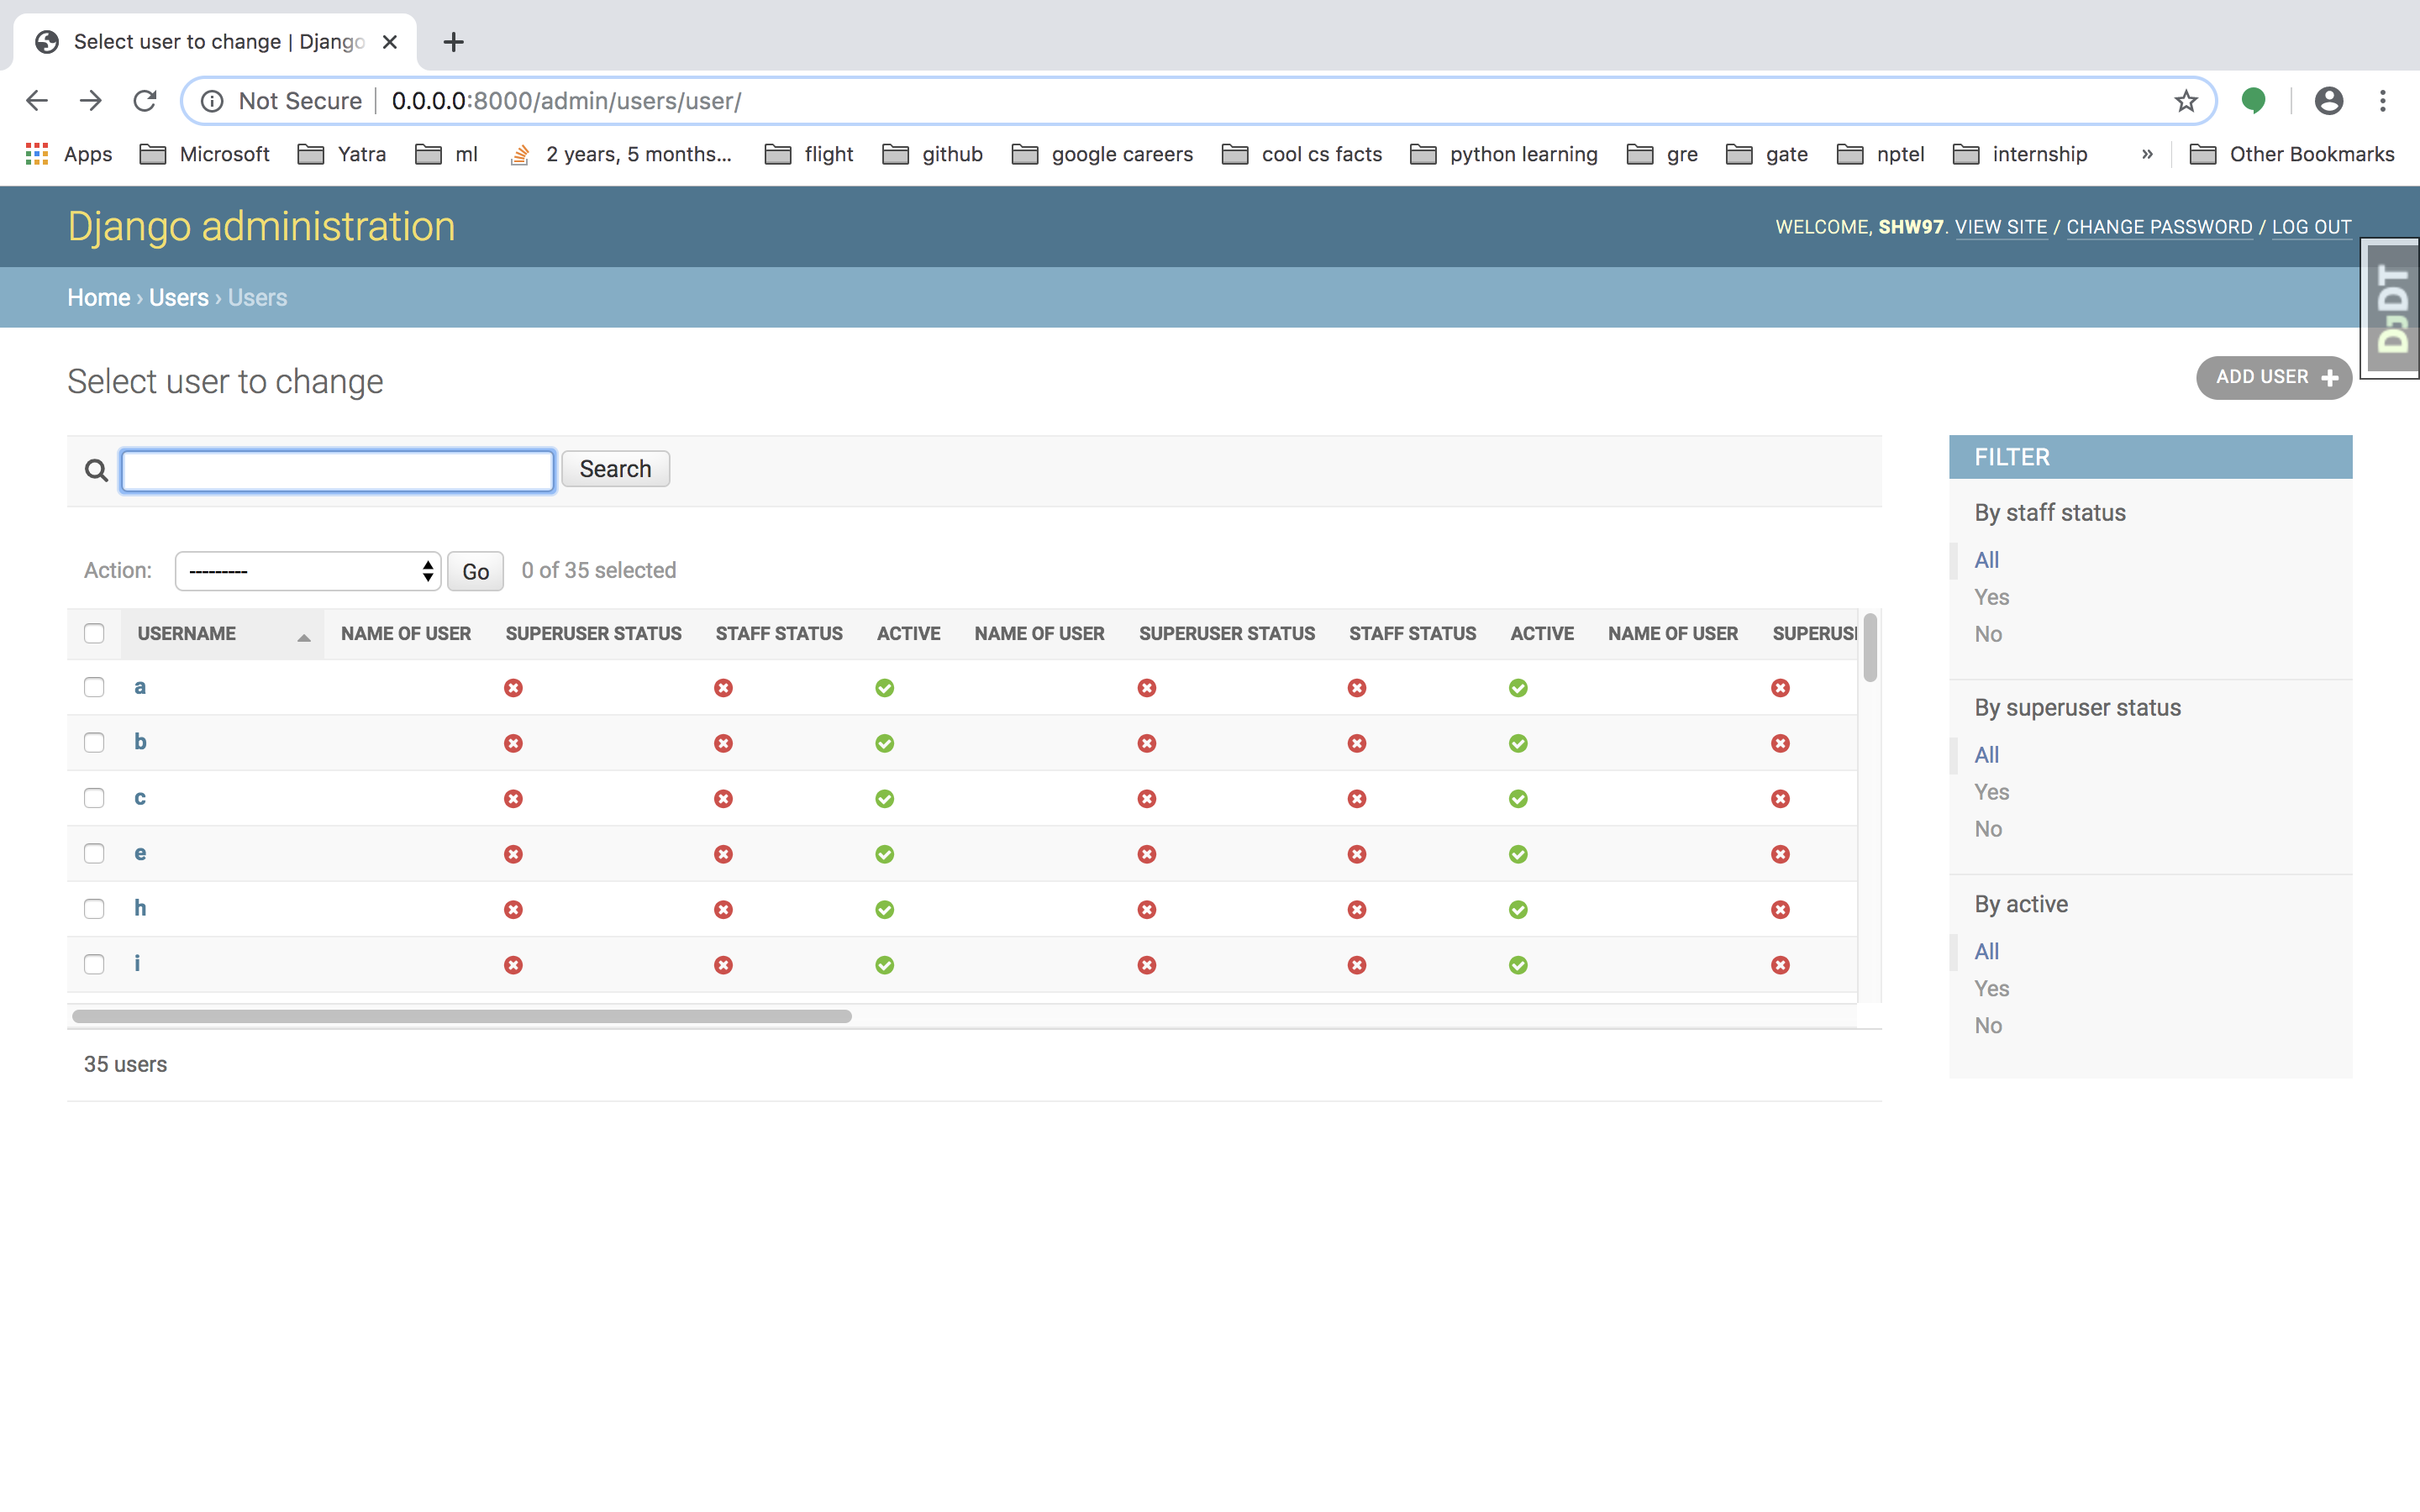 Select user to change | Django
Not Secure | 0.0.0.0:8000/admin/users/user/
Apps Microsoft Yatra ml 2 years, 5 months... flight github google careers cool cs facts python learning gre gate nptel internship » Other Bookmarks
Django administration
WELCOME, SHW97. VIEW SITE / CHANGE PASSWORD / LOG OUT
DJDT
Home › Users › Users
Select user to change
ADD USER +
Search
Action: --------- Go 0 of 35 selected
USERNAME NAME OF USER SUPERUSER STATUS STAFF STATUS ACTIVE NAME OF USER SUPERUSER STATUS STAFF STATUS ACTIVE NAME OF USER SUPERUS
a
b
c
e
h
i
35 users
FILTER
By staff status
All
Yes
No
By superuser status
All
Yes
No
By active
All
Yes
No